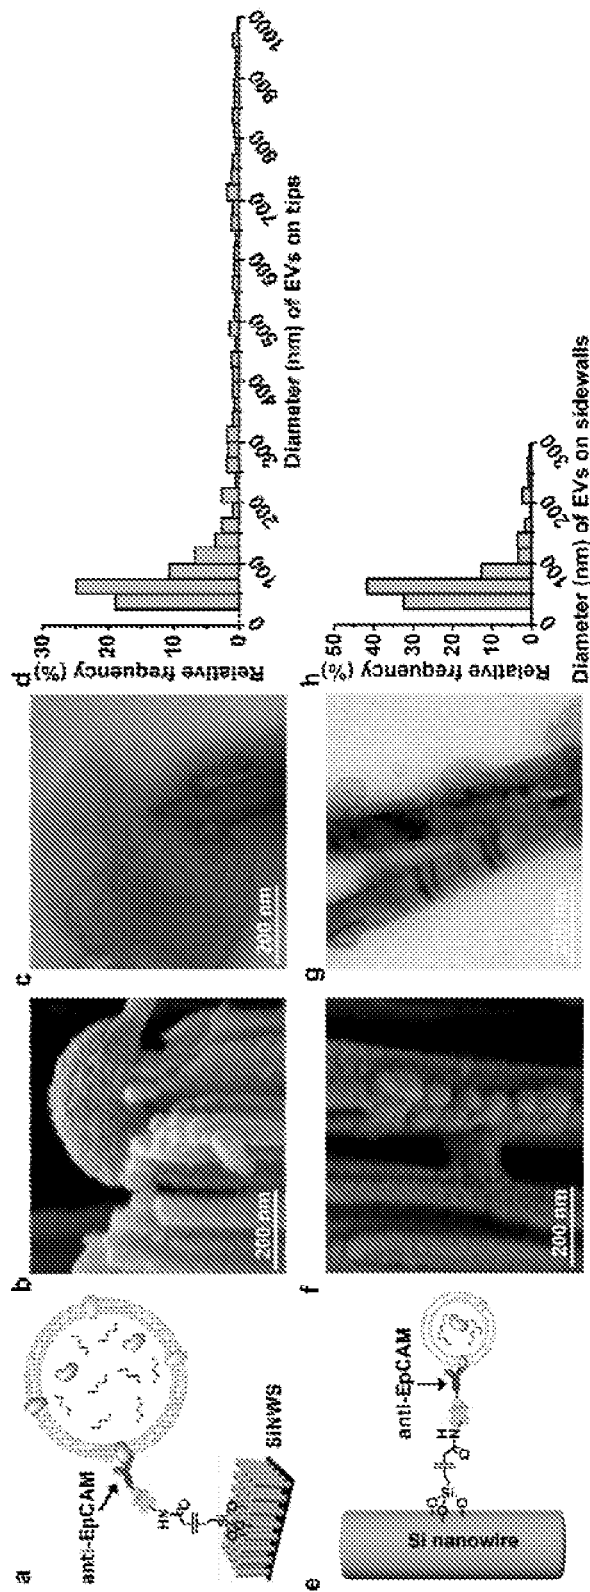 a
anti-EpCAM
HN
O
SiNWS
b
200 nm
c
200 nm
d
Relative frequency (%)
30
20
10
0
0
100
200
300
400
500
600
700
800
900
1000
Diameter (nm) of EVs on tips
e
Si nanowire
anti-EpCAM
H
N
O
Si
f
200 nm
g
h
Relative frequency (%)
50
40
30
20
10
0
0
100
200
300
Diameter (nm) of EVs on sidewalls